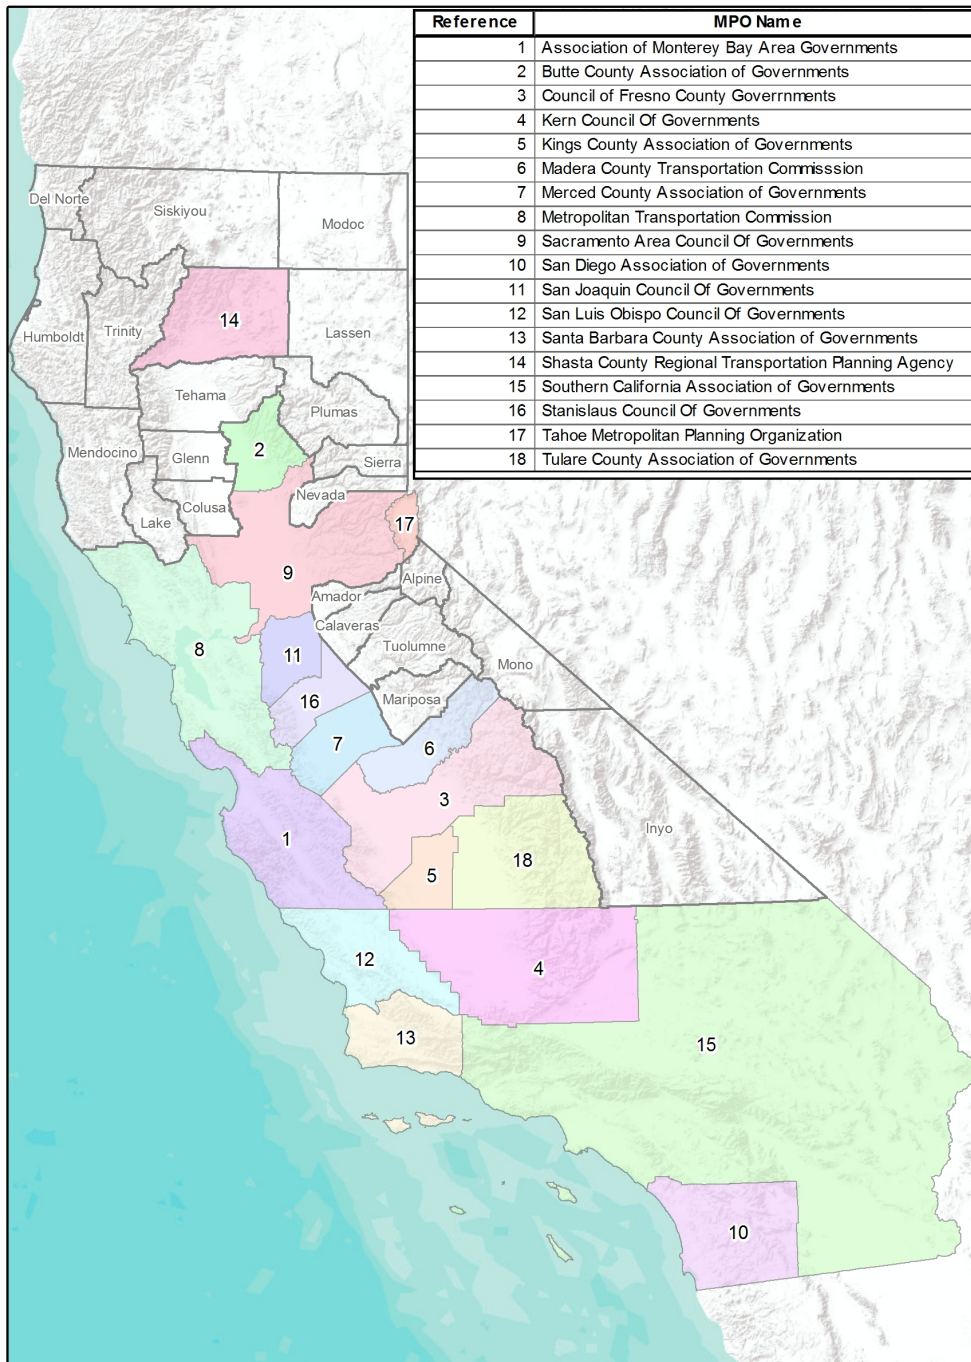 Reference MPO Name
1 Association of Monterey Bay Area Governments
2 Butte County Association of Governments
3 Council of Fresno County Goverrnments
4 Kern Council Of Governments
5 Kings County Association of Governments
6 Madera County Transportation Commisssion
7 Merced County Association of Governments
8 Metropolitan Transportation Commission
9 Sacramento Area Council Of Governments
10 San Diego Association of Governments
11 San Joaquin Council Of Governments
12 San Luis Obispo Council Of Governments
13 Santa Barbara County Association of Governments
14 Shasta County Regional Transportation Planning Agency
15 Southern California Association of Governments
16 Stanislaus Council Of Governments
17 Tahoe Metropolitan Planning Organization
18 Tulare County Association of Governments
Del Norte
Siskiyou
Modoc
14
Humboldt
Trinity
Lassen
Tehama
Plumas
2
Mendocino
Glenn
Sierra
Nevada
Colusa
Lake
17
9
Alpine
Amador
Calaveras
Tuolumne
8
11
Mono
16
Mariposa
7
6
3
Inyo
1
18
5
12
4
13
15
10